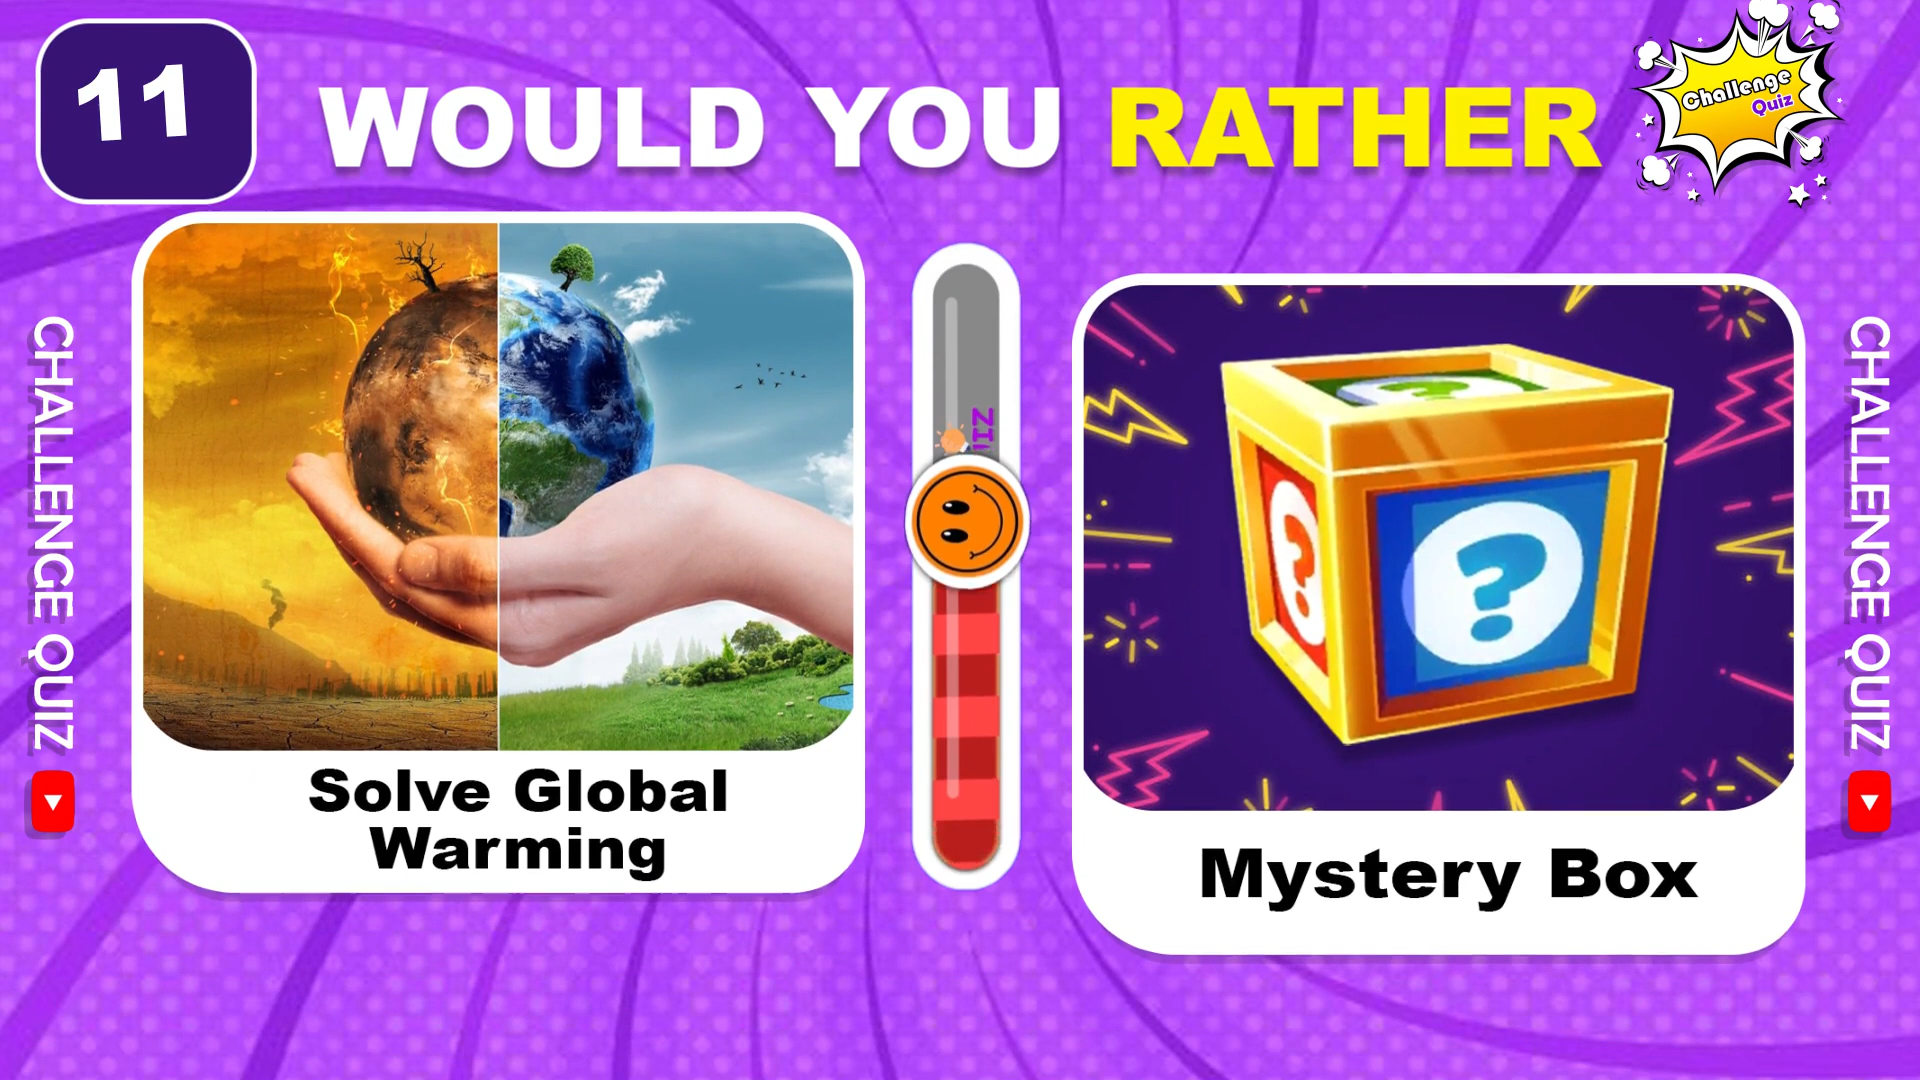 11
WOULD YOU RATHER
Challenge
Quiz
CHALLENGE QUIZ
Solve Global
Warming
?
?
?
Mystery Box
CHALLENGE QUIZ